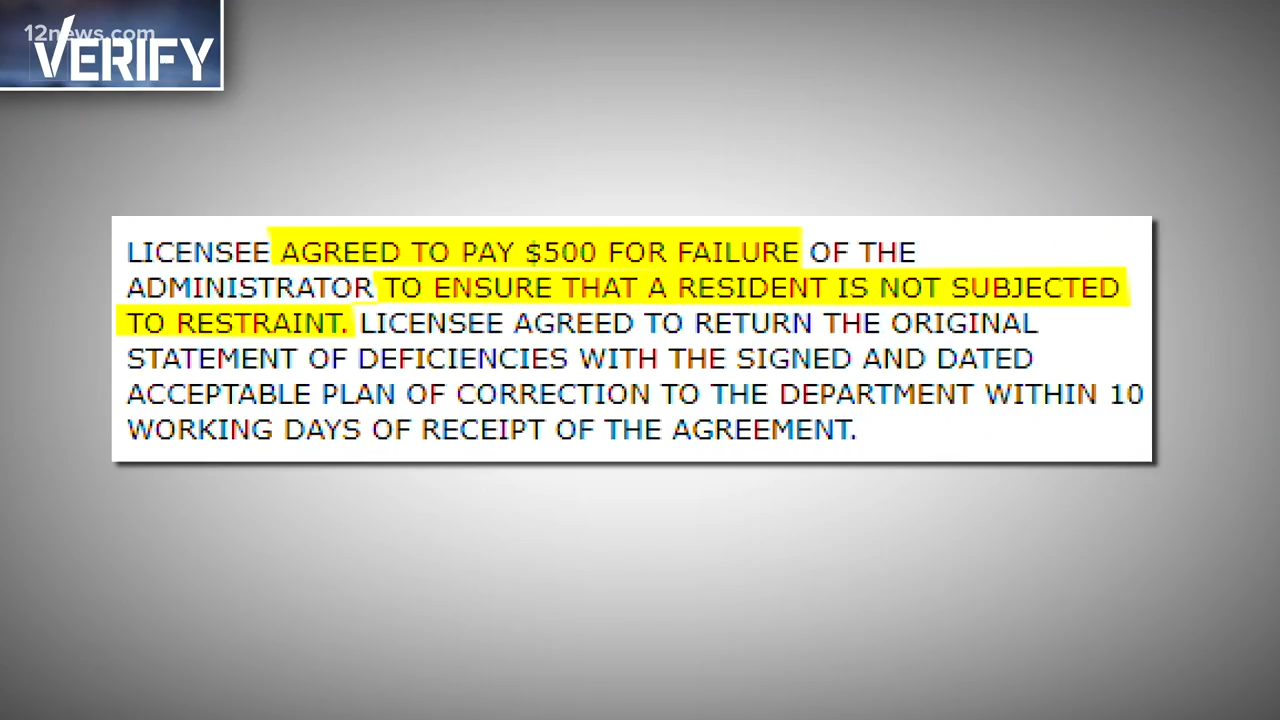 12news.com
VERIFY
LICENSEE AGREED TO PAY $500 FOR FAILURE OF THE
ADMINISTRATOR TO ENSURE THAT A RESIDENT IS NOT SUBJECTED
TO RESTRAINT. LICENSEE AGREED TO RETURN THE ORIGINAL
STATEMENT OF DEFICIENCIES WITH THE SIGNED AND DATED
ACCEPTABLE PLAN OF CORRECTION TO THE DEPARTMENT WITHIN 10
WORKING DAYS OF RECEIPT OF THE AGREEMENT.